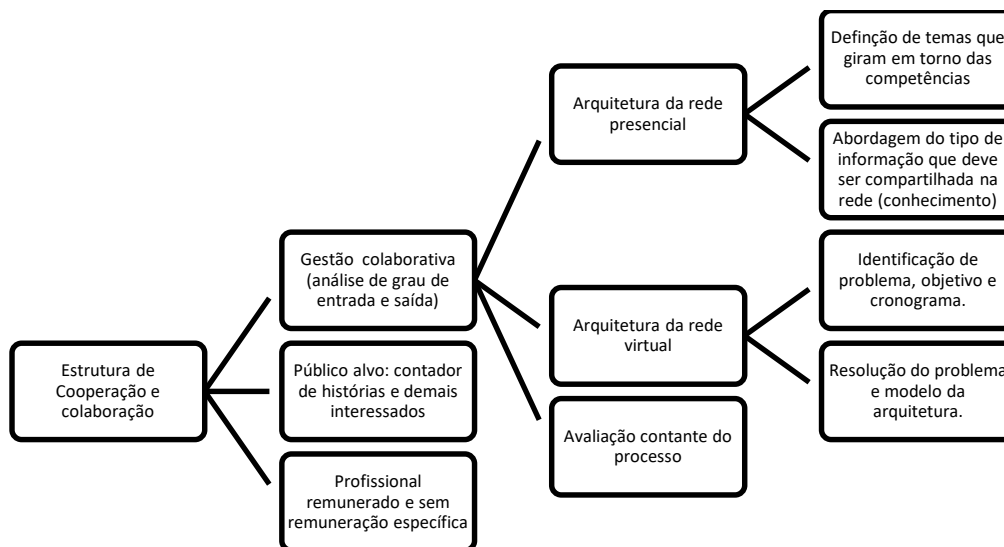 Estrutura de
Cooperação e
colaboração
Gestão colaborativa
(análise de grau de
entrada e saída)
Público alvo: contador
de histórias e demais
interessados
Profissional
remunerado e sem
remuneração específica
Arquitetura da rede
presencial
Arquitetura da rede
virtual
Avaliação contante do
processo
Definção de temas que
giram em torno das
competências
Abordagem do tipo de
informação que deve
ser compartilhada na
rede (conhecimento)
Identificação de
problema, objetivo e
cronograma.
Resolução do problema
e modelo da
arquitetura.